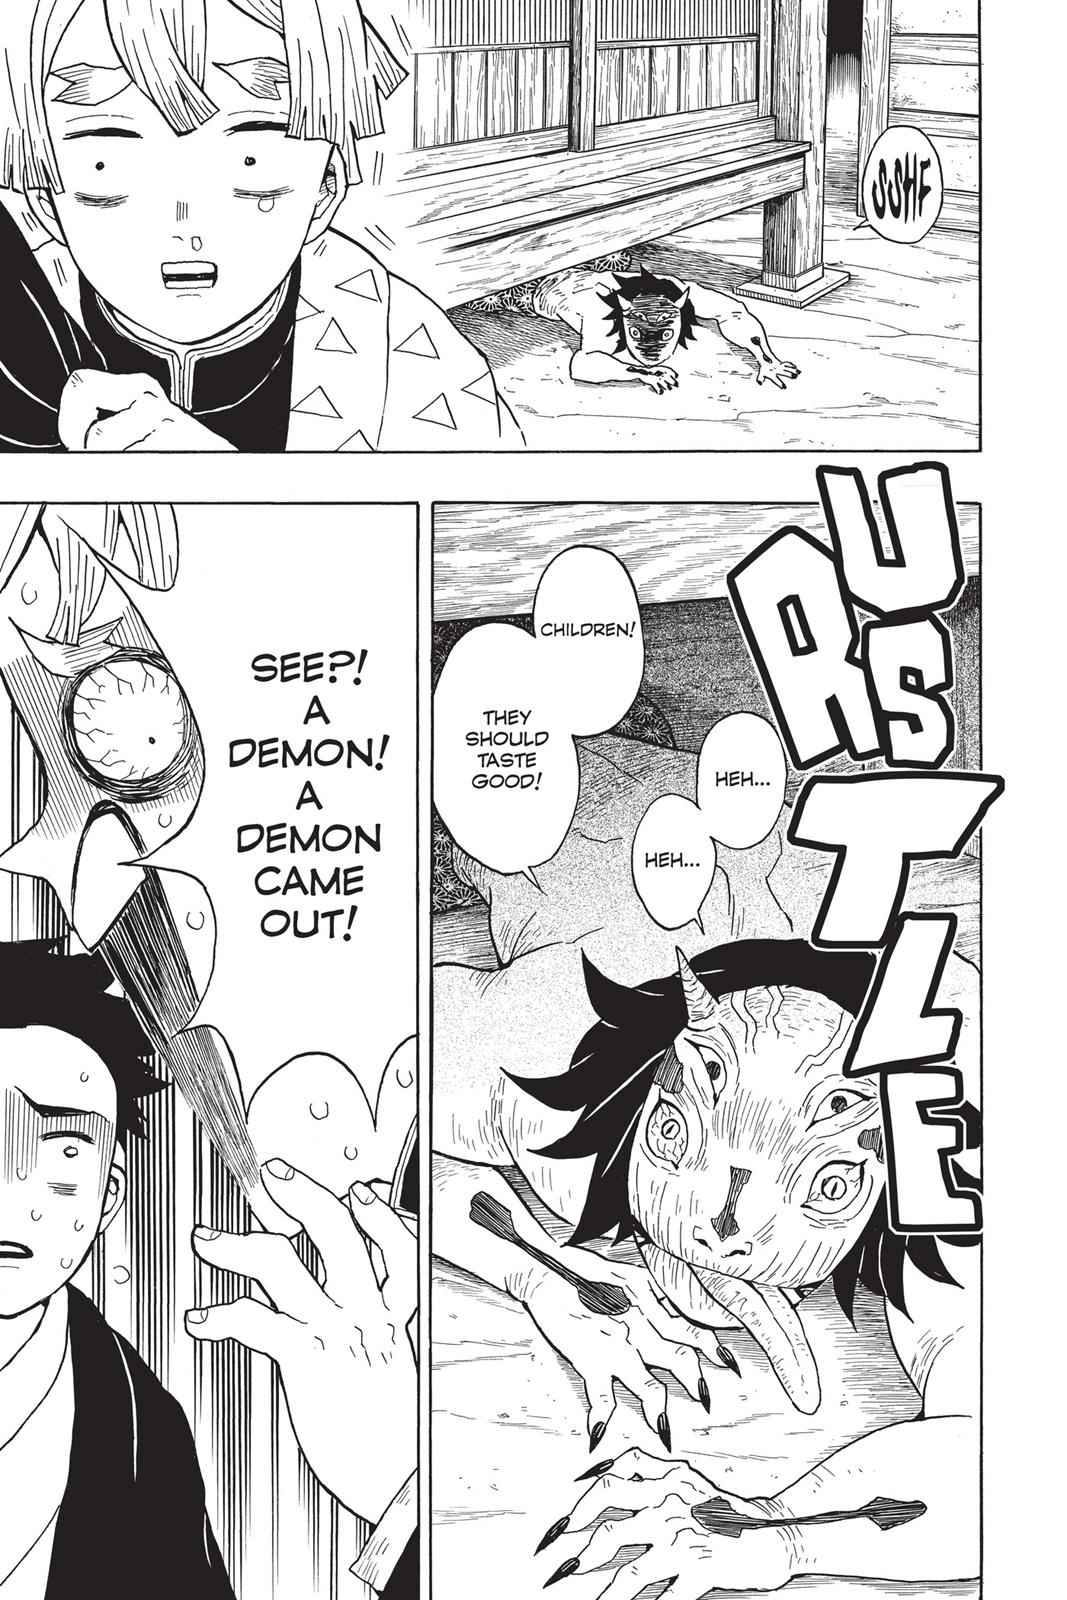 SSHF
RUSTLE
CHILDREN!
THEY
SHOULD
TASTE
GOOD!
HEH...
HEH...
SEE?!
A
DEMON!
A
DEMON
CAME
OUT!